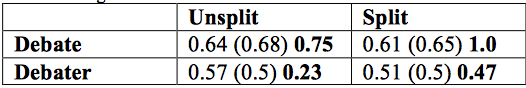 Unsplit Split
Debate 0.64 (0.68) 0.75 0.61 (0.65) 1.0
Debater 0.57 (0.5) 0.23 0.51 (0.5) 0.47